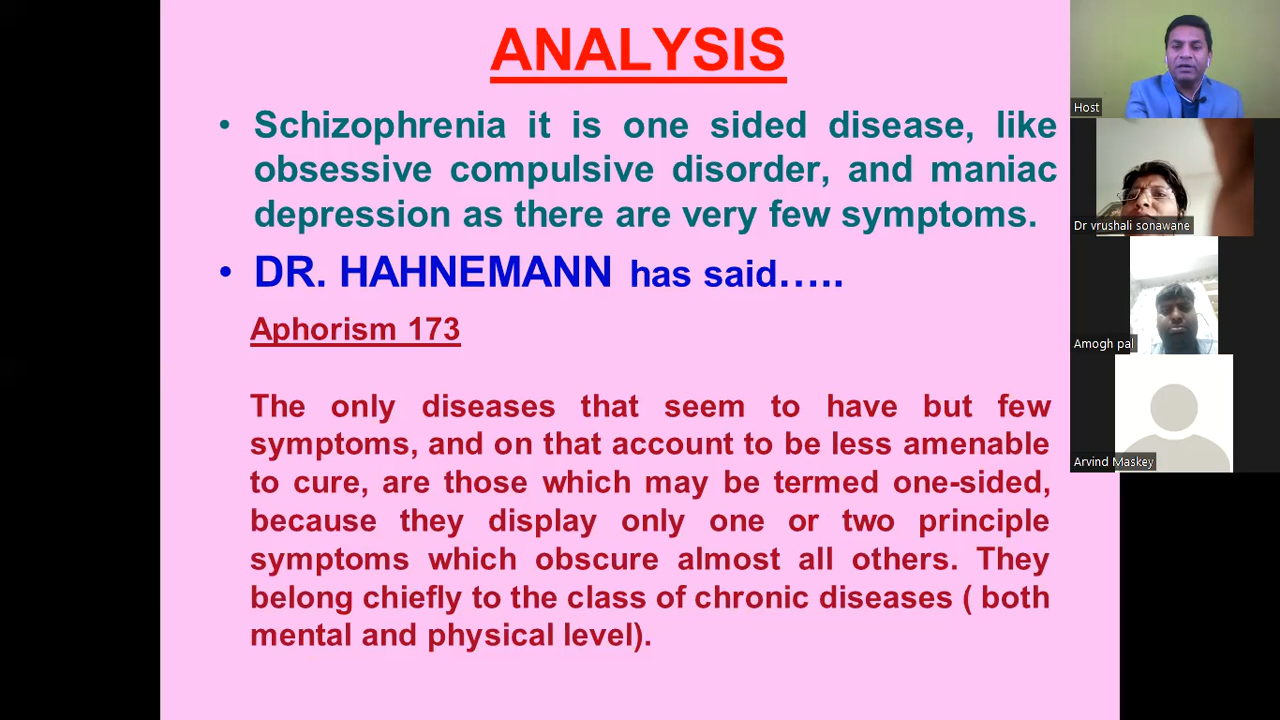 ANALYSIS
• Schizophrenia it is one sided disease, like
obsessive compulsive disorder, and maniac
depression as there are very few symptoms.
• DR. HAHNEMANN has said.....
Aphorism 173
The only diseases that seem to have but few
symptoms, and on that account to be less amenable
to cure, are those which may be termed one-sided,
because they display only one or two principle
symptoms which obscure almost all others. They
belong chiefly to the class of chronic diseases ( both
mental and physical level).
Host
Dr vrushali sonawane
Amogh pal
Arvind Maskey